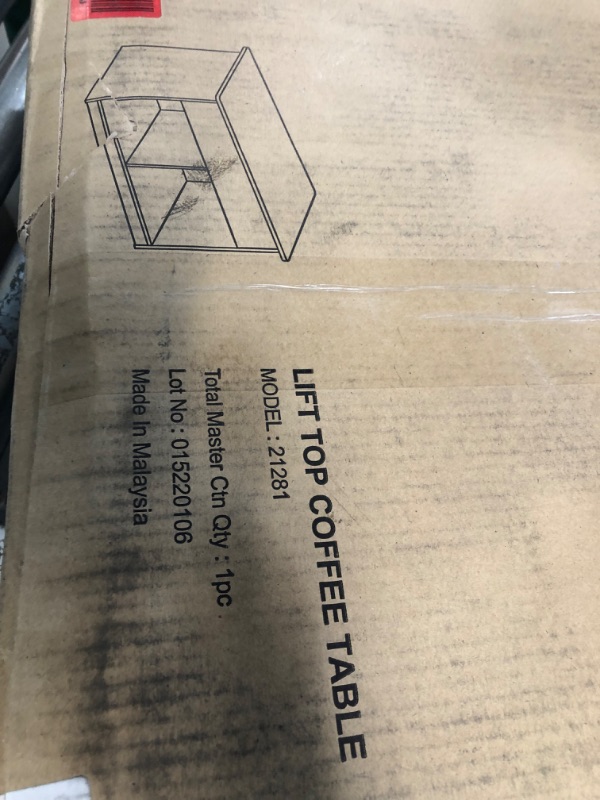 LIFT TOP COFFEE TABLE
MODEL : 21281
Total Master Ctn Qty : 1pc
Lot No : 015220106
Made In Malaysia